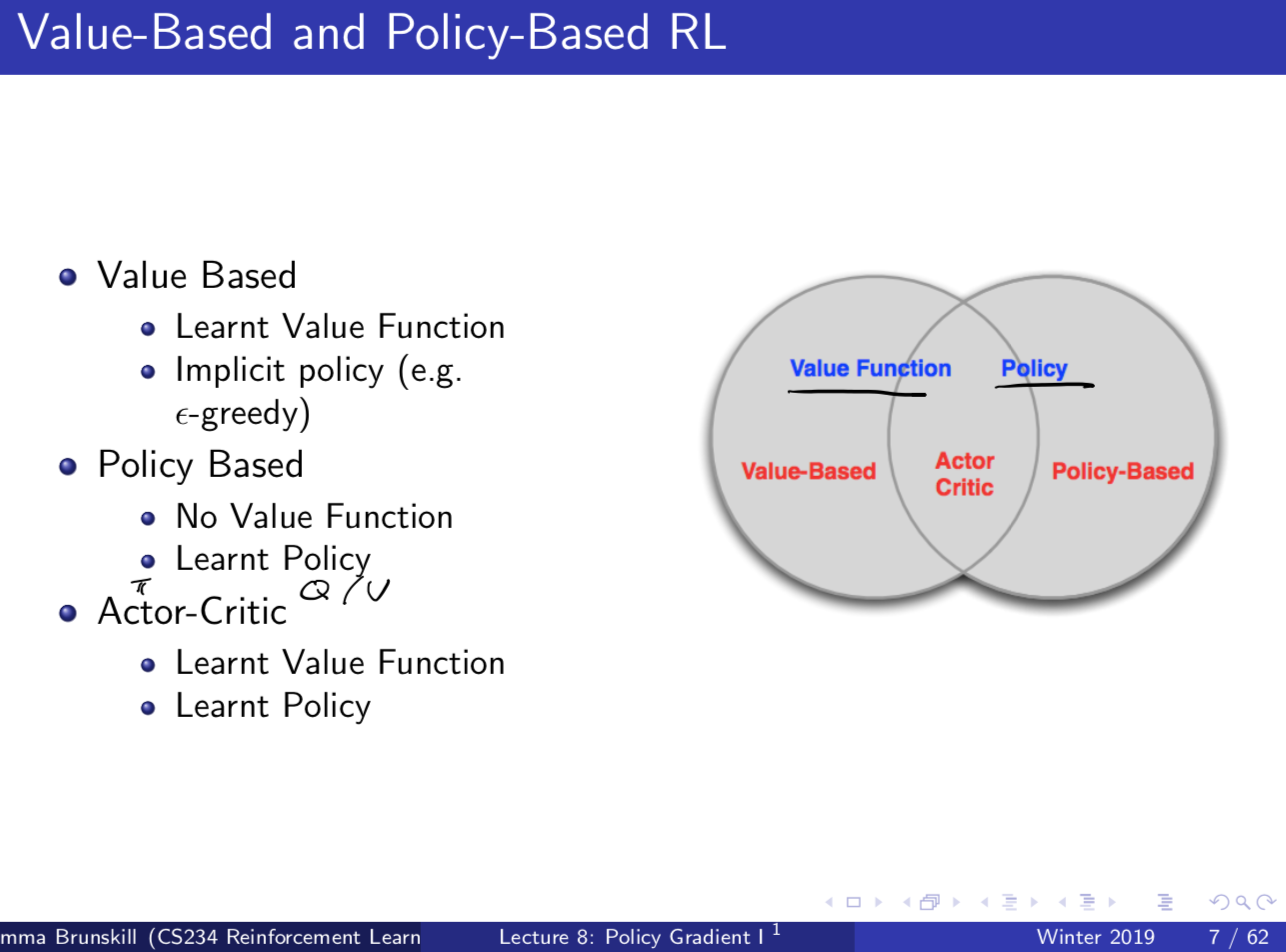 Value-Based and Policy-Based RL
Value Based
Learnt Value Function
Implicit policy (e.g.
ϵ-greedy)
Policy Based
No Value Function
Learnt Policy
π Q / V
Actor-Critic
Learnt Value Function
Learnt Policy
Value Function Policy
Value-Based Actor Critic Policy-Based
mma Brunskill (CS234 Reinforcement Learn Lecture 8: Policy Gradient I 1 Winter 2019 7 / 62